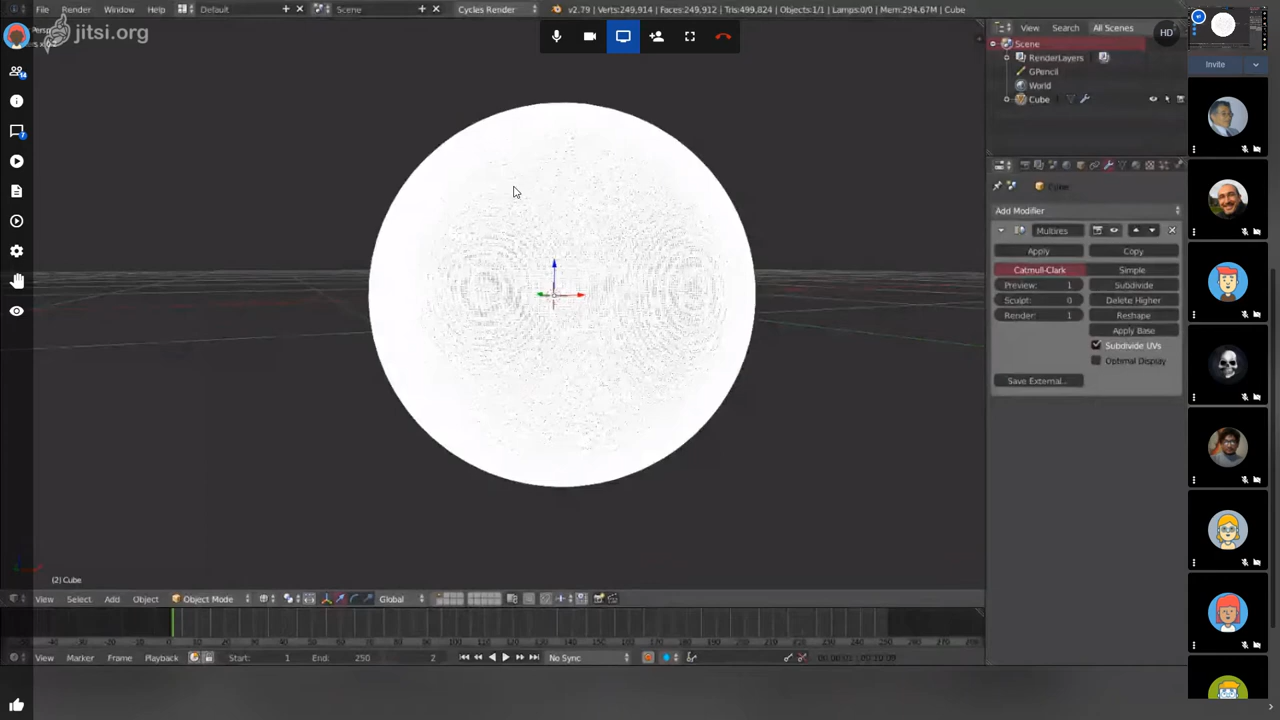 File Render Window Help Default Scene Cycles Render v2.79 | Verts:249,914 | Faces:249,912 | Tris:499,824 | Objects:1/1 | Lamps:0/0 | Mem:294.67M | Cube
jitsi.org
View Search All Scenes
HD
Scene
RenderLayers
GPencil
World
Cube
Invite
Add Modifier
Multires
Apply Copy
Catmull-Clark Simple
Preview: 1 Subdivide
Sculpt: 0 Delete Higher
Render: 1 Reshape
Apply Base
Subdivide UVs
Optimal Display
Save External...
(2) Cube
View Select Add Object Object Mode Global
View Marker Frame Playback Start: 1 End: 250 2 No Sync